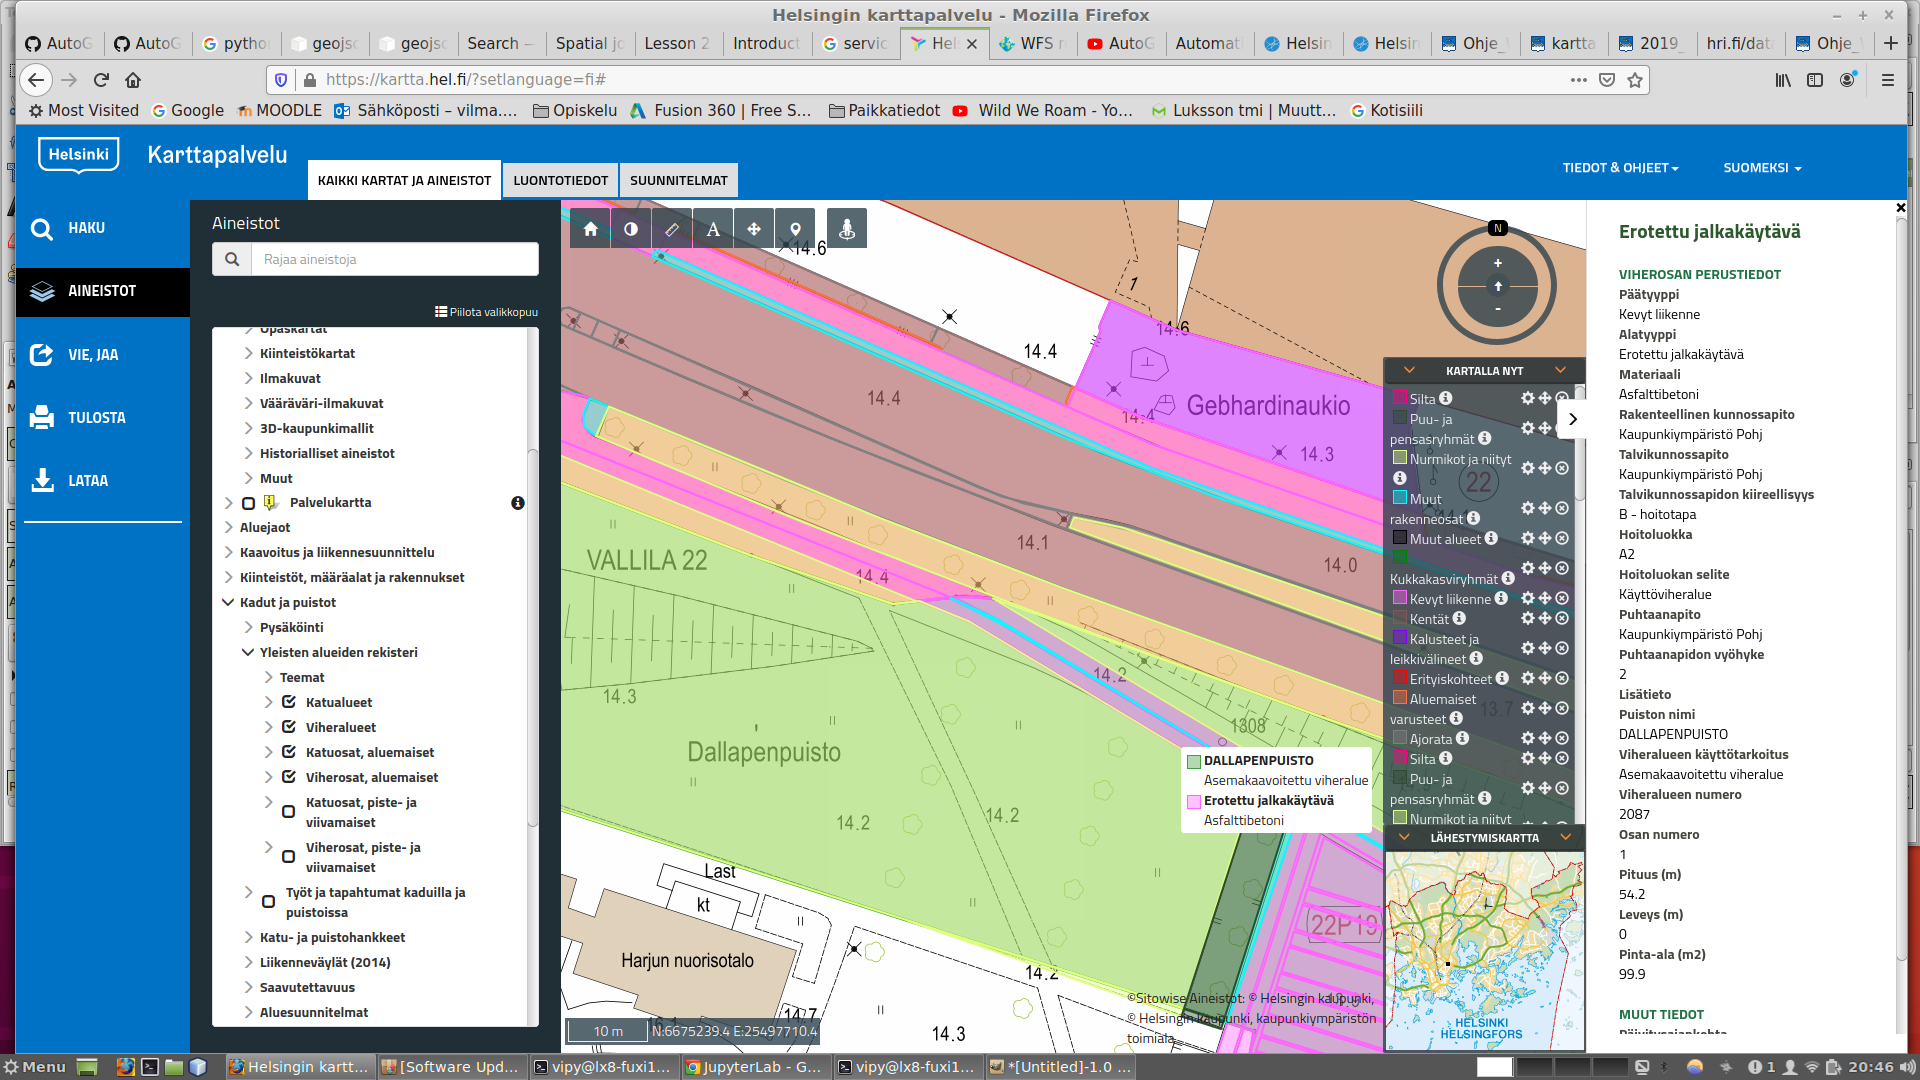 Helsingin karttapalvelu - Mozilla Firefox
AutoG
AutoG
pytho
geojso
geojso
Search
Spatial jo
Lesson 2
Introduct
servic
Hels
WFS r
AutoG
Automati
Helsin
Helsin
Ohje_
kartta
2019_
hri.fi/data
Ohje_
https://kartta.hel.fi/?setlanguage=fi#
Most Visited
Google
MOODLE
Sähköposti – vilma....
Opiskelu
Fusion 360 | Free S...
Paikkatiedot
Wild We Roam - Yo...
Luksson tmi | Muutt...
Kotisiili
Helsinki
Karttapalvelu
KAIKKI KARTAT JA AINEISTOT
LUONTOTIEDOT
SUUNNITELMAT
TIEDOT & OHJEET
SUOMEKSI
HAKU
AINEISTOT
VIE, JAA
TULOSTA
LATAA
Aineistot
Rajaa aineistoja
Piilota valikkopuu
Opaskartat
Kiinteistökartat
Ilmakuvat
Vääräväri-ilmakuvat
3D-kaupunkimallit
Historialliset aineistot
Muut
Palvelukartta
Aluejaot
Kaavoitus ja liikennesuunnittelu
Kiinteistöt, määräalat ja rakennukset
Kadut ja puistot
Pysäköinti
Yleisten alueiden rekisteri
Teemat
Katualueet
Viheralueet
Katuosat, aluemaiset
Viherosat, aluemaiset
Katuosat, piste- ja
viivamaiset
Viherosat, piste- ja
viivamaiset
Työt ja tapahtumat kaduilla ja
puistoissa
Katu- ja puistohankkeet
Liikenneväylät (2014)
Saavutettavuus
Aluesuunnitelmat
A
14.6
1
14.6
14.4
14.4
14.4
Gebhardinaukio
14.3
14.1
14.0
VALLILA 22
14.4
14.2
14.3
1308
Dallapenpuisto
14.2
14.2
DALLAPENPUISTO
Asemakaavoitettu viheralue
Erotettu jalkakäytävä
Asfalttibetoni
Last
kt
Harjun nuorisotalo
14.2
14.7
14.3
22P19
10 m
N:6675239.4 E:25497710.4
©Sitowise Aineistot: © Helsingin kaupunki,
© Helsingin kaupunki, kaupunkiympäristön
toimiala
N
+
-
KARTALLA NYT
Silta
Puu- ja
pensasryhmät
Nurmikot ja niityt
22
Muut
rakenneosat
Muut alueet
Kukkakasviryhmät
Kevyt liikenne
Kentät
Kalusteet ja
leikkivälineet
Erityiskohteet
Aluemaiset
varusteet
13.7
Ajorata
Silta
Puu- ja
pensasryhmät
Nurmikot ja niityt
LÄHESTYMISKARTTA
HELSINKI
HELSINGFORS
Erotettu jalkakäytävä
VIHEROSAN PERUSTIEDOT
Päätyyppi
Kevyt liikenne
Alatyyppi
Erotettu jalkakäytävä
Materiaali
Asfalttibetoni
Rakenteellinen kunnossapito
Kaupunkiympäristö Pohj
Talvikunnossapito
Kaupunkiympäristö Pohj
Talvikunnossapidon kiireellisyys
B - hoitotapa
Hoitoluokka
A2
Hoitoluokan selite
Käyttöviheralue
Puhtaanapito
Kaupunkiympäristö Pohj
Puhtaanapidon vyöhyke
2
Lisätieto
Puiston nimi
DALLAPENPUISTO
Viheralueen käyttötarkoitus
Asemakaavoitettu viheralue
Viheralueen numero
2087
Osan numero
1
Pituus (m)
54.2
Leveys (m)
0
Pinta-ala (m2)
99.9
MUUT TIEDOT
Menu
Helsingin kartt...
[Software Upd...
vipy@lx8-fuxi1...
JupyterLab - G...
vipy@lx8-fuxi1...
*[Untitled]-1.0 ...
1
20:46